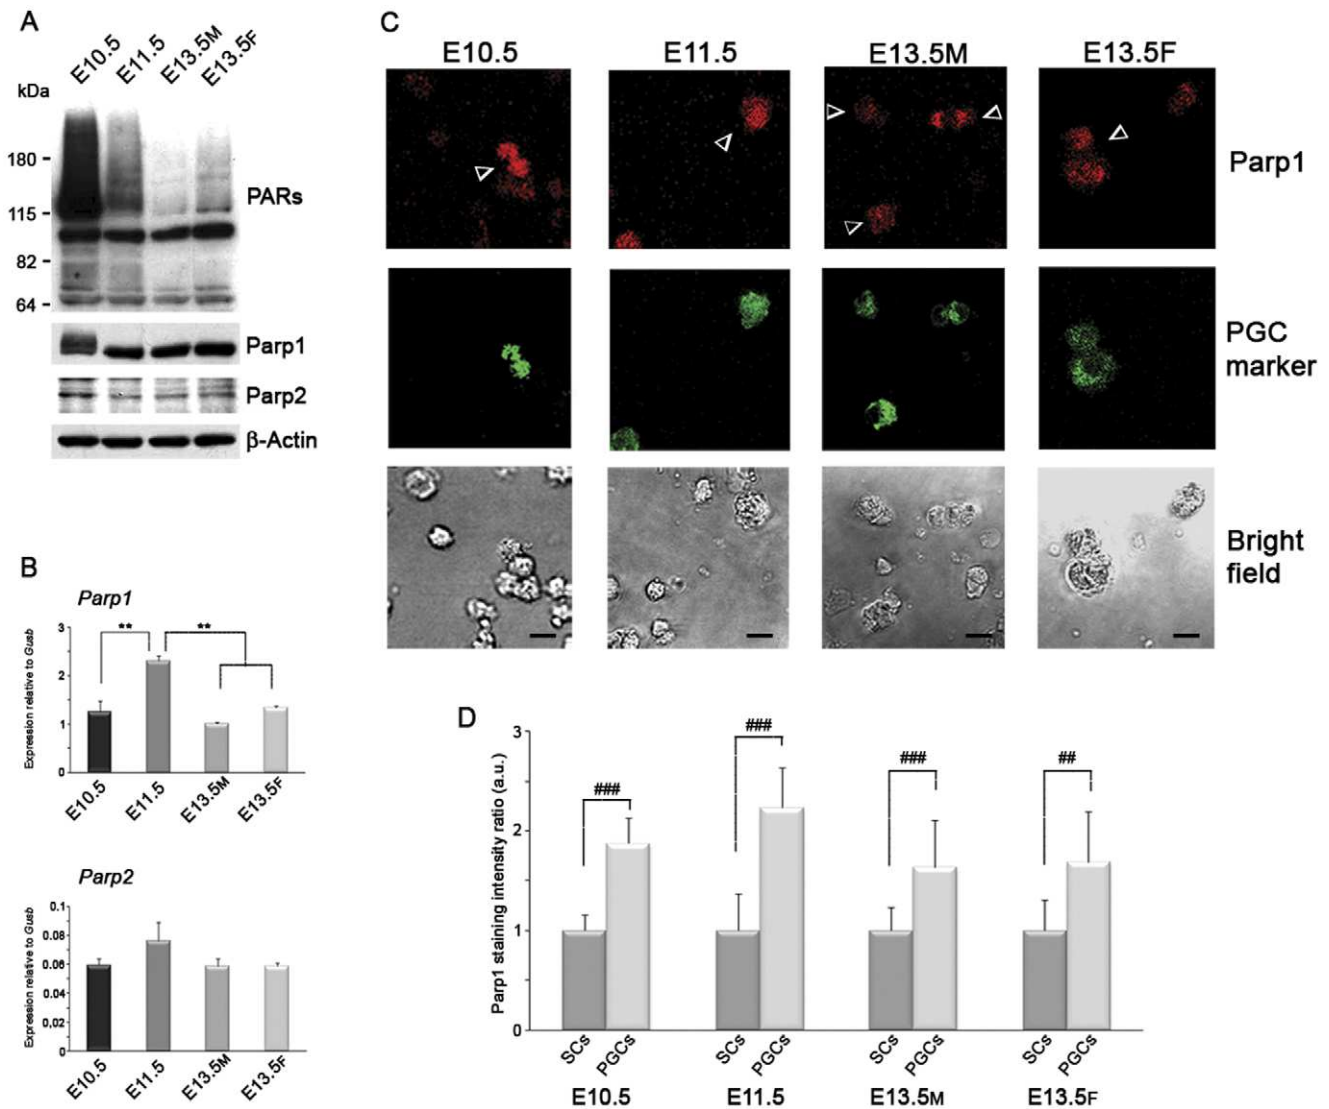 A
E10.5
E11.5
E13.5M
E13.5F
kDa
180
115
82
64
PARs
Parp1
Parp2
β-Actin
B
Parp1
Expression relative to Gusb
3
2
1
0
**
**
E10.5
E11.5
E13.5M
E13.5F
Parp2
Expression relative to Gusb
0.1
0.08
0.06
0.04
0.02
0
E10.5
E11.5
E13.5M
E13.5F
C
E10.5
E11.5
E13.5M
E13.5F
Parp1
PGC
marker
Bright
field
D
Parp1 staining intensity ratio (a.u.)
3
2
1
0
###
###
###
##
SCs
PGCs
SCs
PGCs
SCs
PGCs
SCs
PGCs
E10.5
E11.5
E13.5M
E13.5F